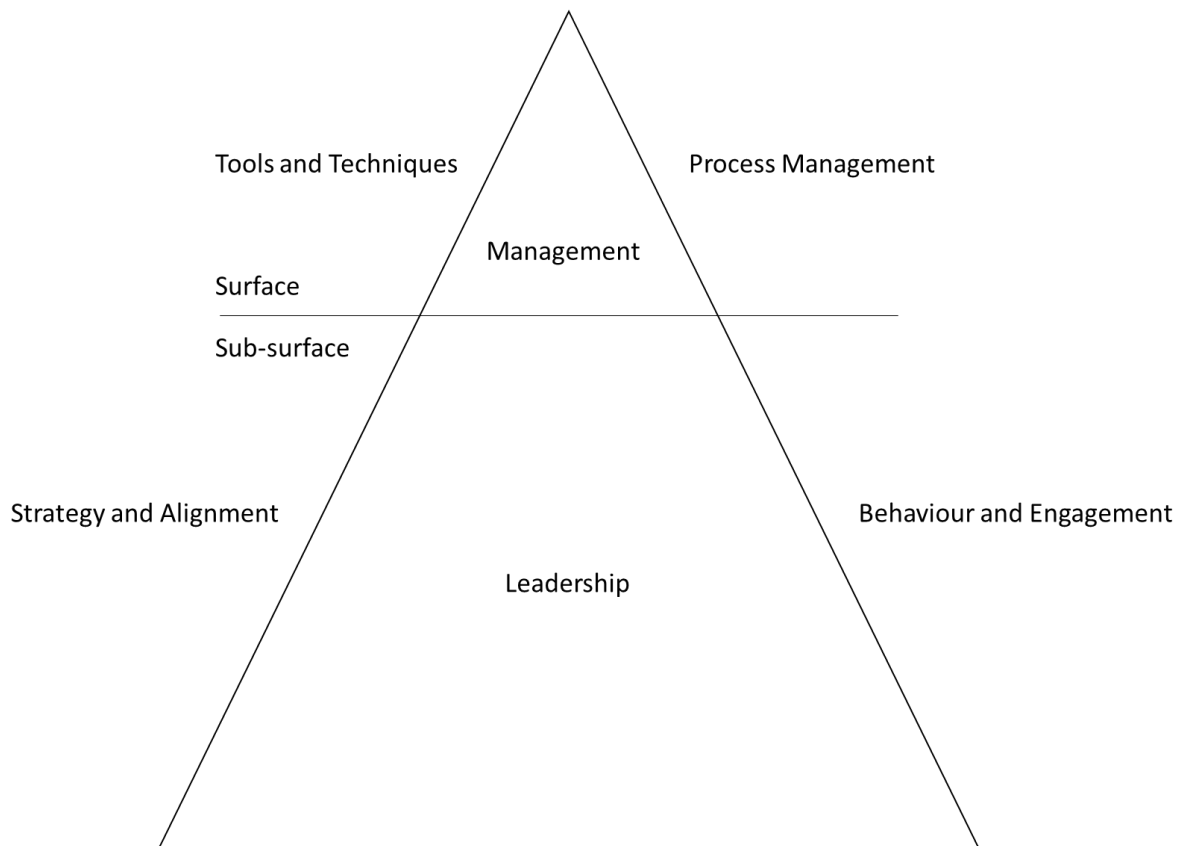 Tools and Techniques
Process Management
Management
Surface
Sub-surface
Strategy and Alignment
Behaviour and Engagement
Leadership